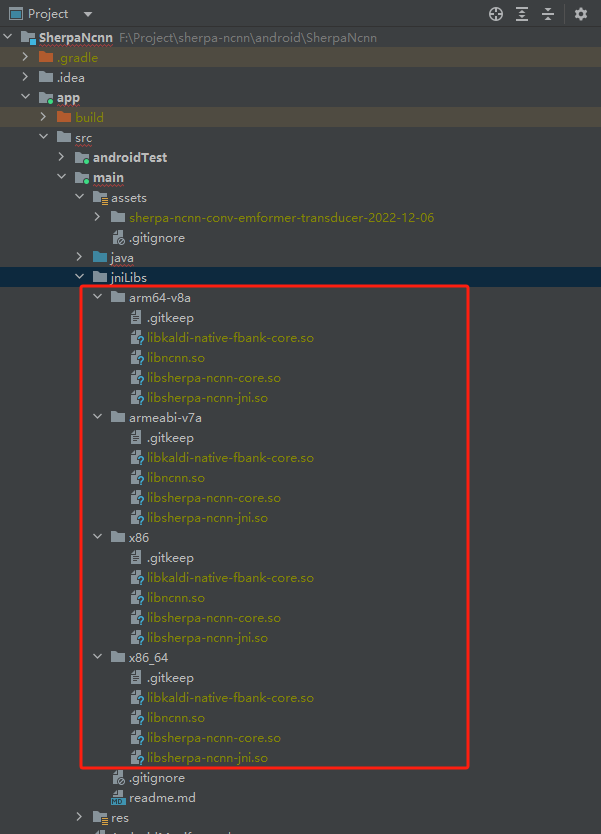 Project
SherpaNcnn F:\Project\sherpa-ncnn\android\SherpaNcnn
.gradle
.idea
app
build
src
androidTest
main
assets
sherpa-ncnn-conv-emformer-transducer-2022-12-06
.gitignore
java
jniLibs
arm64-v8a
.gitkeep
libkaldi-native-fbank-core.so
libncnn.so
libsherpa-ncnn-core.so
libsherpa-ncnn-jni.so
armeabi-v7a
.gitkeep
libkaldi-native-fbank-core.so
libncnn.so
libsherpa-ncnn-core.so
libsherpa-ncnn-jni.so
x86
.gitkeep
libkaldi-native-fbank-core.so
libncnn.so
libsherpa-ncnn-core.so
libsherpa-ncnn-jni.so
x86_64
.gitkeep
libkaldi-native-fbank-core.so
libncnn.so
libsherpa-ncnn-core.so
libsherpa-ncnn-jni.so
.gitignore
readme.md
res